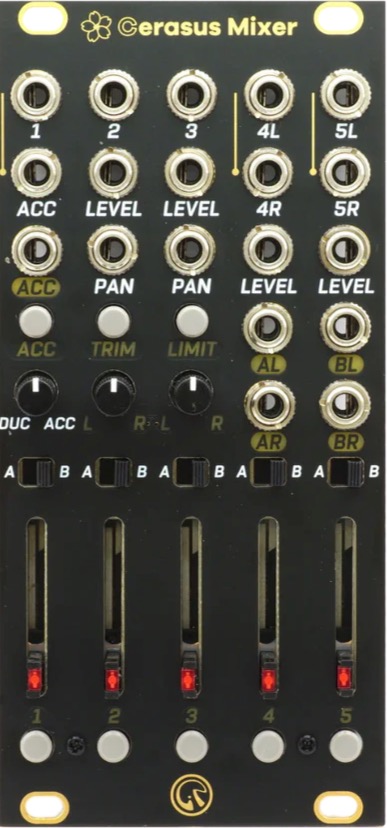 Cerasus Mixer
1 2 3 4L 5L
ACC LEVEL LEVEL 4R 5R
ACC PAN PAN LEVEL LEVEL
ACC TRIM LIMIT AL BL
DUC ACC L R L R AR BR
A B A B A B A B A B
1 2 3 4 5